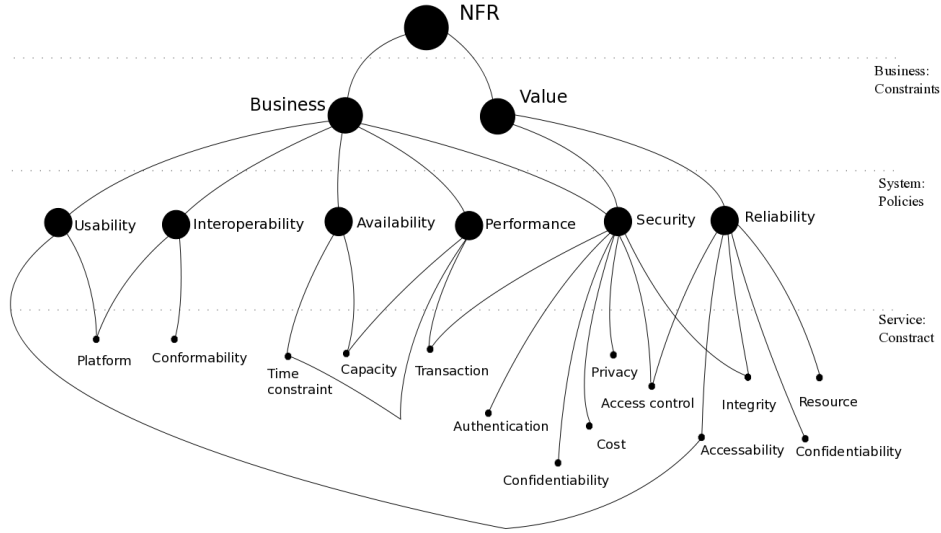 NFR
Business:
Constraints
Business
Value
System:
Policies
Usability
Interoperability
Availability
Performance
Security
Reliability
Service:
Constract
Platform
Conformability
Time
constraint
Capacity
Transaction
Privacy
Access control
Integrity
Resource
Authentication
Cost
Accessability
Confidentiability
Confidentiability